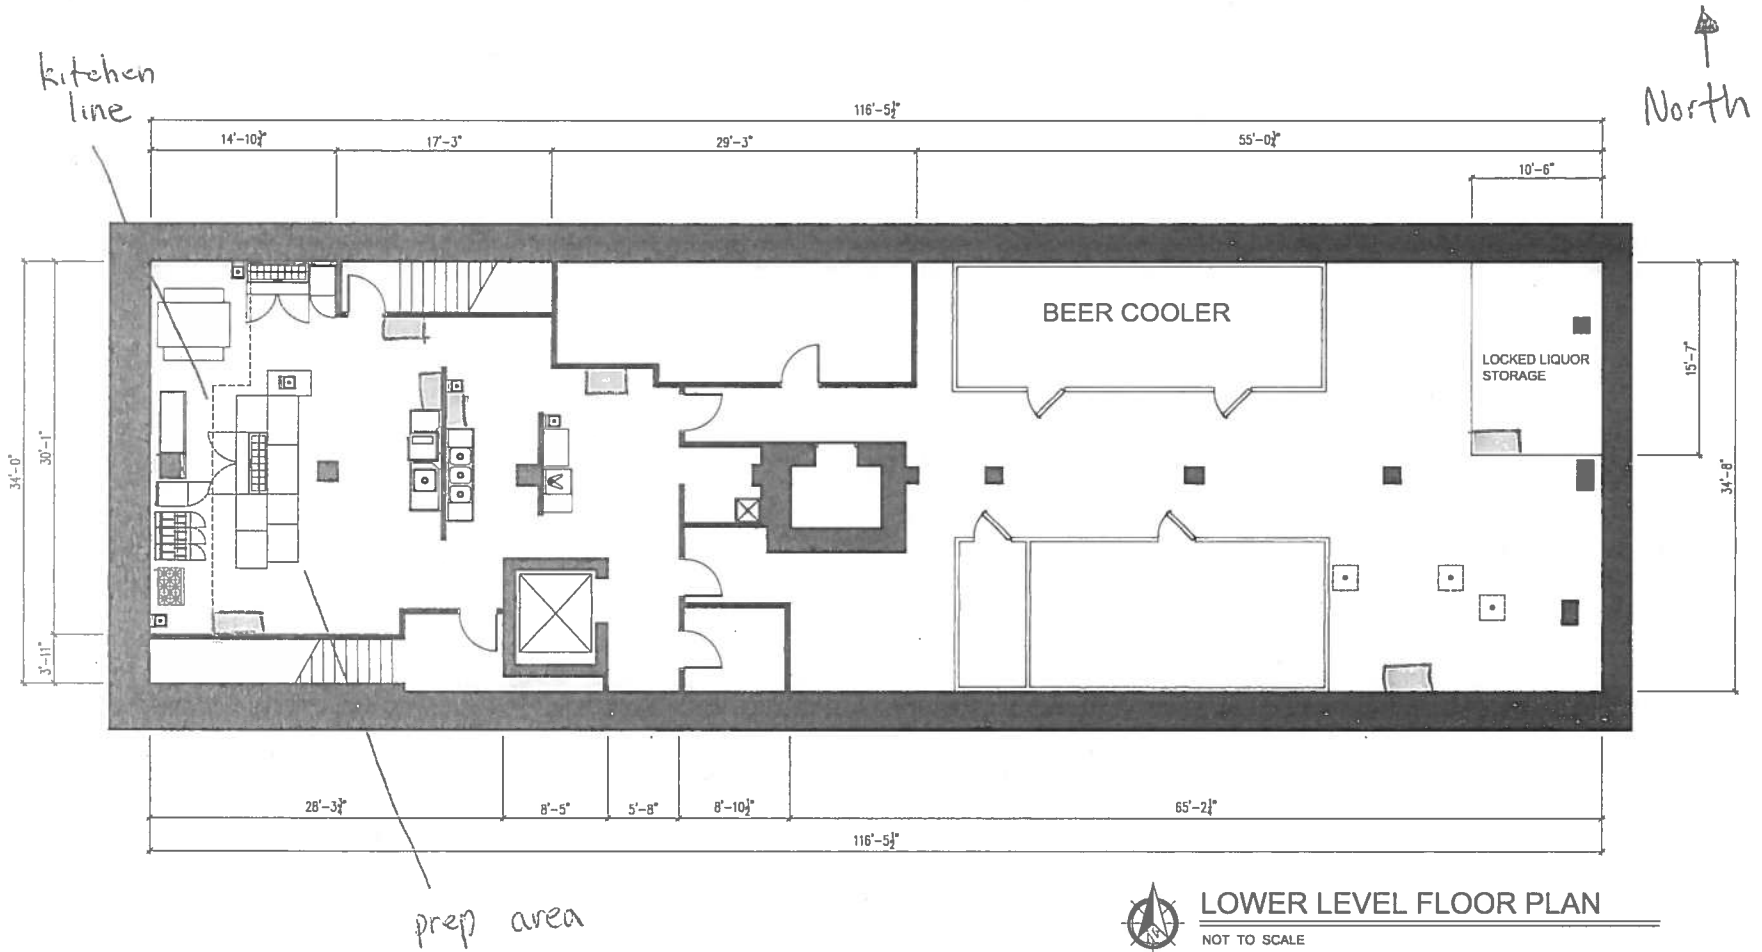 kitchen
line
North
116'-5½"
14'-10¾"
17'-3"
29'-3"
55'-0¾"
10'-6"
BEER COOLER
LOCKED LIQUOR
STORAGE
15'-7"
34'-8"
34'-0"
30'-1"
3'-11"
28'-3¾"
8'-5"
5'-8"
8'-10½"
65'-2¼"
116'-5½"
prep area
LOWER LEVEL FLOOR PLAN
NOT TO SCALE